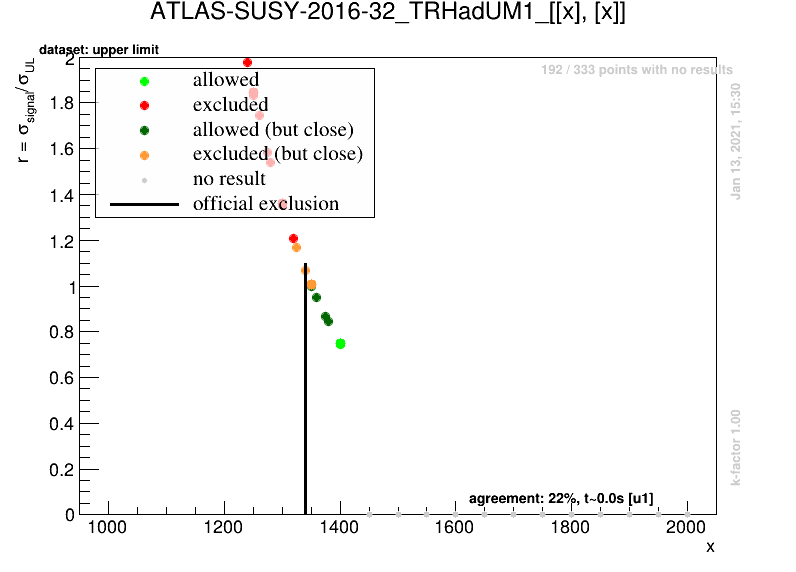 ATLAS-SUSY-2016-32_TRHadUM1_[[x], [x]]
dataset: upper limit
192 / 333 points with no results
Jan 13, 2021, 15:30
k-factor 1.00
r = σsignal/σUL
2
1.8
1.6
1.4
1.2
1
0.8
0.6
0.4
0.2
0
allowed
excluded
allowed (but close)
excluded (but close)
no result
official exclusion
agreement: 22%, t~0.0s [u1]
1000 1200 1400 1600 1800 2000
x